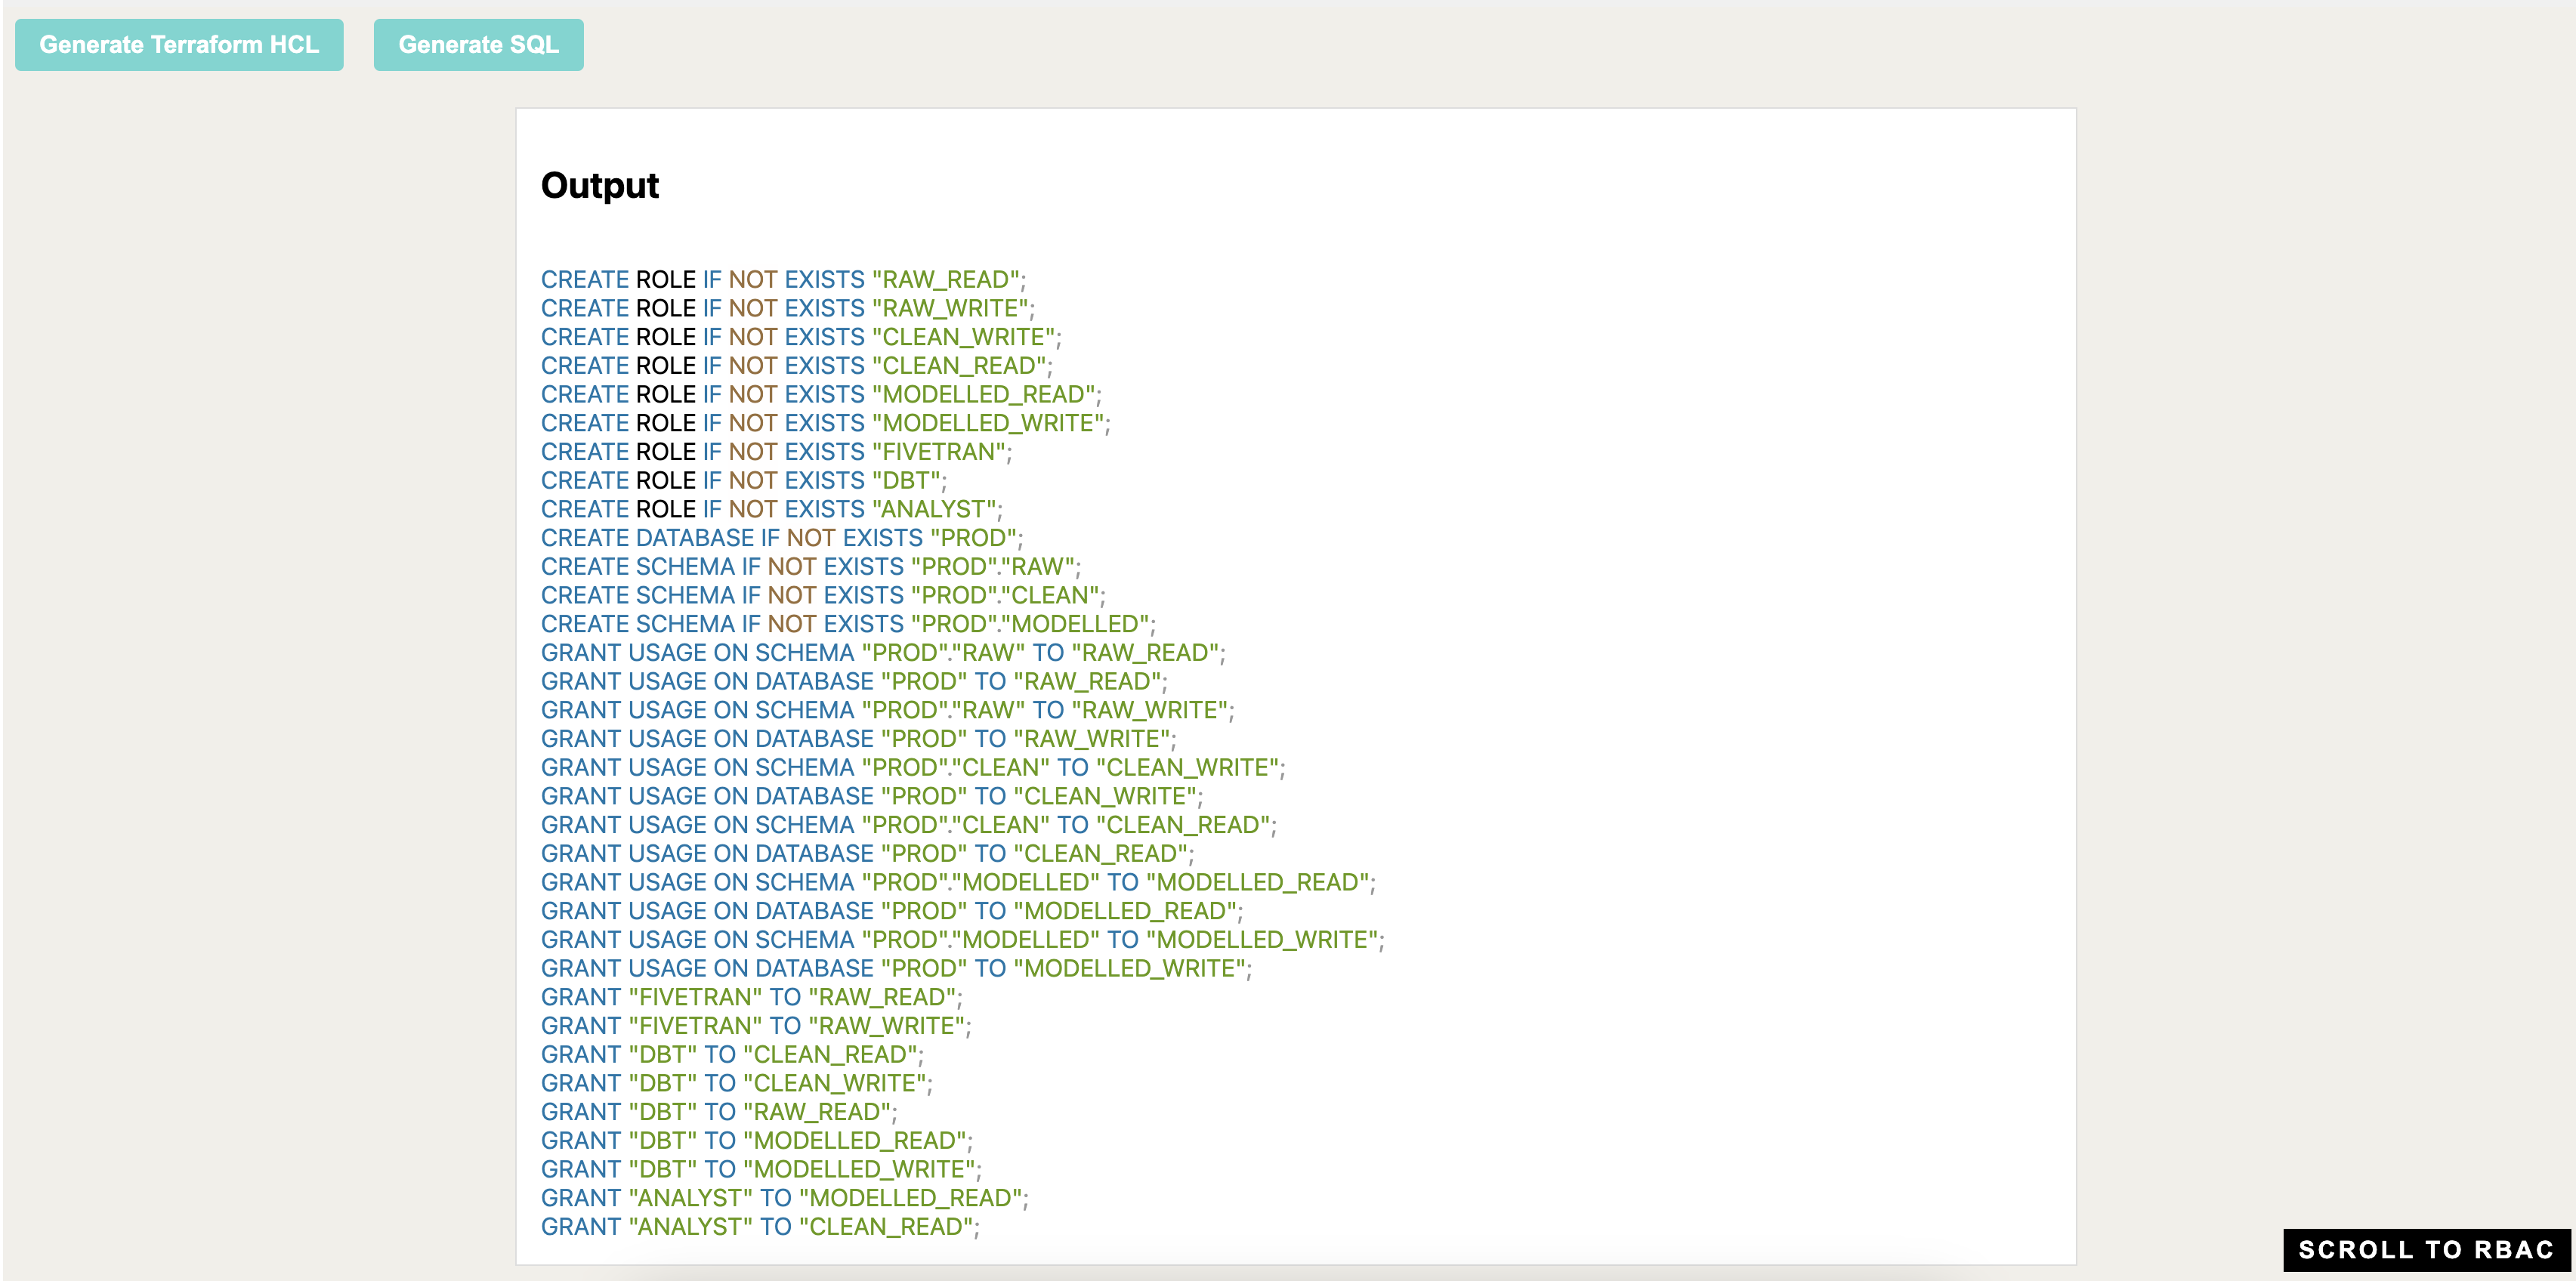 Generate Terraform HCL
Generate SQL
Output
CREATE ROLE IF NOT EXISTS "RAW_READ";
CREATE ROLE IF NOT EXISTS "RAW_WRITE";
CREATE ROLE IF NOT EXISTS "CLEAN_WRITE";
CREATE ROLE IF NOT EXISTS "CLEAN_READ";
CREATE ROLE IF NOT EXISTS "MODELLED_READ";
CREATE ROLE IF NOT EXISTS "MODELLED_WRITE";
CREATE ROLE IF NOT EXISTS "FIVETRAN";
CREATE ROLE IF NOT EXISTS "DBT";
CREATE ROLE IF NOT EXISTS "ANALYST";
CREATE DATABASE IF NOT EXISTS "PROD";
CREATE SCHEMA IF NOT EXISTS "PROD"."RAW";
CREATE SCHEMA IF NOT EXISTS "PROD"."CLEAN";
CREATE SCHEMA IF NOT EXISTS "PROD"."MODELLED";
GRANT USAGE ON SCHEMA "PROD"."RAW" TO "RAW_READ";
GRANT USAGE ON DATABASE "PROD" TO "RAW_READ";
GRANT USAGE ON SCHEMA "PROD"."RAW" TO "RAW_WRITE";
GRANT USAGE ON DATABASE "PROD" TO "RAW_WRITE";
GRANT USAGE ON SCHEMA "PROD"."CLEAN" TO "CLEAN_WRITE";
GRANT USAGE ON DATABASE "PROD" TO "CLEAN_WRITE";
GRANT USAGE ON SCHEMA "PROD"."CLEAN" TO "CLEAN_READ";
GRANT USAGE ON DATABASE "PROD" TO "CLEAN_READ";
GRANT USAGE ON SCHEMA "PROD"."MODELLED" TO "MODELLED_READ";
GRANT USAGE ON DATABASE "PROD" TO "MODELLED_READ";
GRANT USAGE ON SCHEMA "PROD"."MODELLED" TO "MODELLED_WRITE";
GRANT USAGE ON DATABASE "PROD" TO "MODELLED_WRITE";
GRANT "FIVETRAN" TO "RAW_READ";
GRANT "FIVETRAN" TO "RAW_WRITE";
GRANT "DBT" TO "CLEAN_READ";
GRANT "DBT" TO "CLEAN_WRITE";
GRANT "DBT" TO "RAW_READ";
GRANT "DBT" TO "MODELLED_READ";
GRANT "DBT" TO "MODELLED_WRITE";
GRANT "ANALYST" TO "MODELLED_READ";
GRANT "ANALYST" TO "CLEAN_READ";
SCROLL TO RBAC